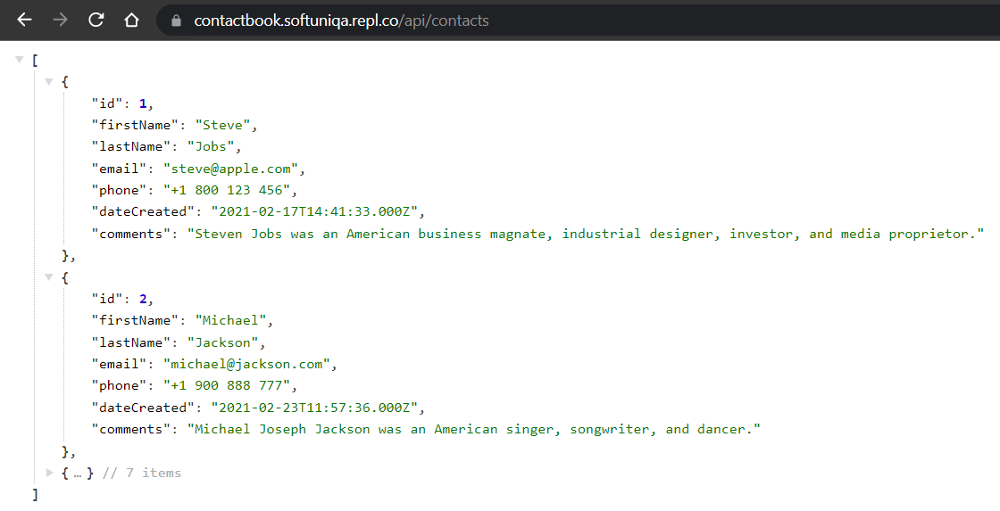 contactbook.softuniqa.repl.co/api/contacts
[
{
"id": 1,
"firstName": "Steve",
"lastName": "Jobs",
"email": "steve@apple.com",
"phone": "+1 800 123 456",
"dateCreated": "2021-02-17T14:41:33.000Z",
"comments": "Steven Jobs was an American business magnate, industrial designer, investor, and media proprietor."
},
{
"id": 2,
"firstName": "Michael",
"lastName": "Jackson",
"email": "michael@jackson.com",
"phone": "+1 900 888 777",
"dateCreated": "2021-02-23T11:57:36.000Z",
"comments": "Michael Joseph Jackson was an American singer, songwriter, and dancer."
},
{ … } // 7 items
]